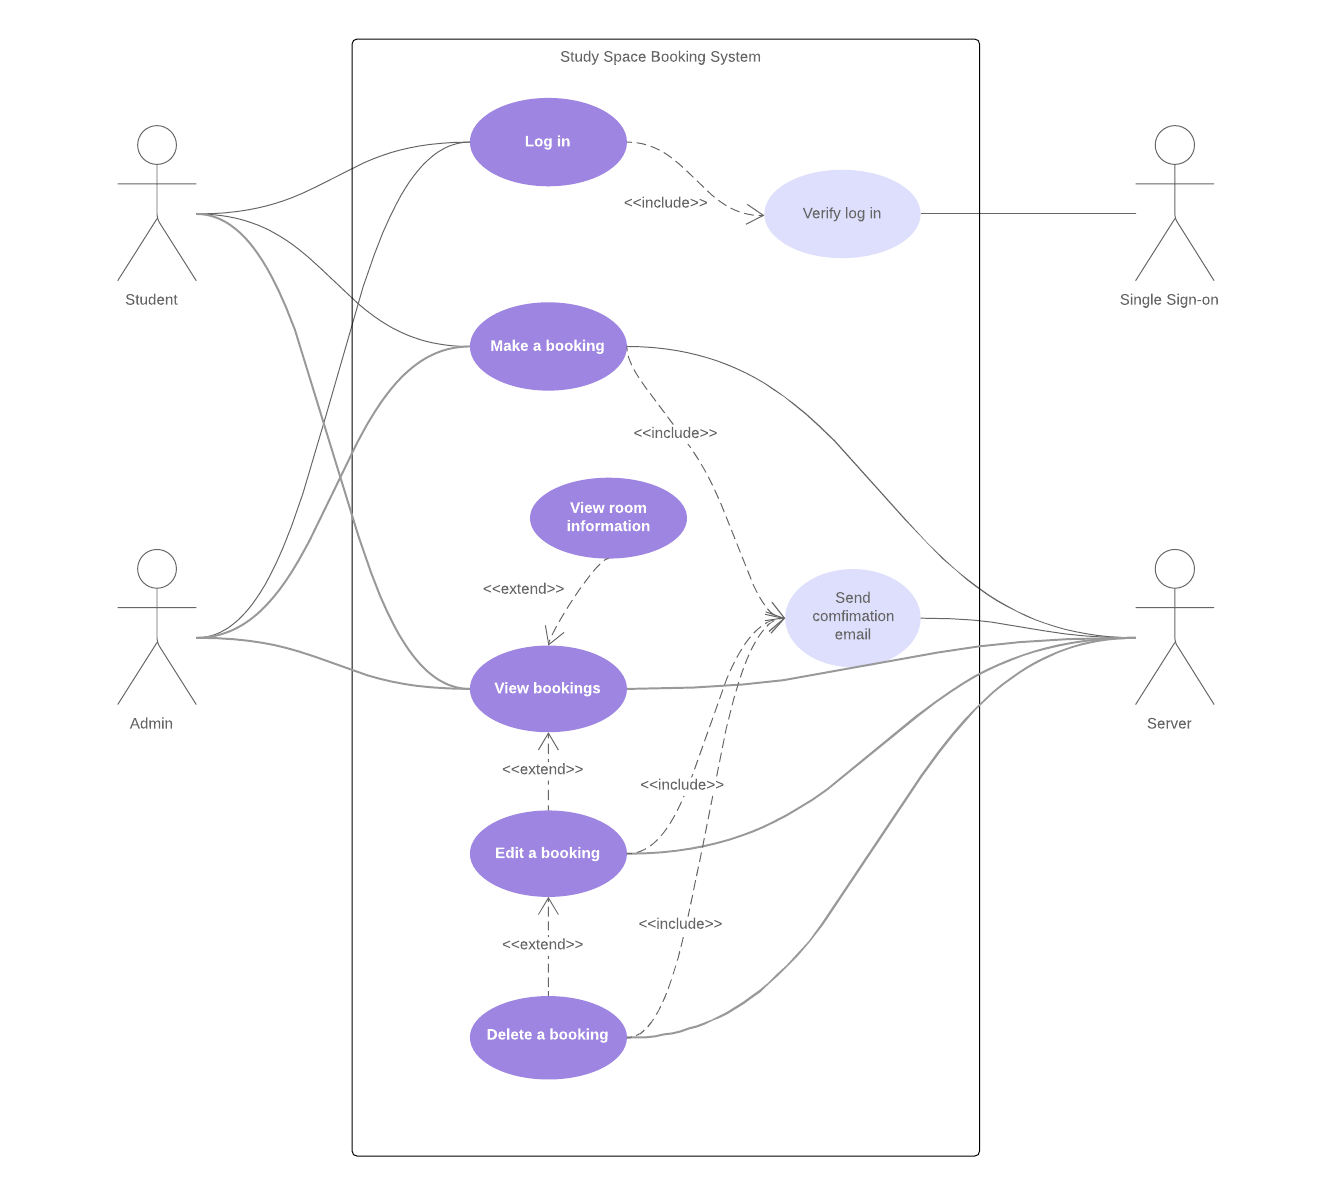 Study Space Booking System
Log in
<<include>>
Verify log in
Student
Single Sign-on
Make a booking
<<include>>
View room
information
<<extend>>
Send
comfimation
email
View bookings
Admin
Server
<<extend>>
<<include>>
Edit a booking
<<include>>
<<extend>>
Delete a booking